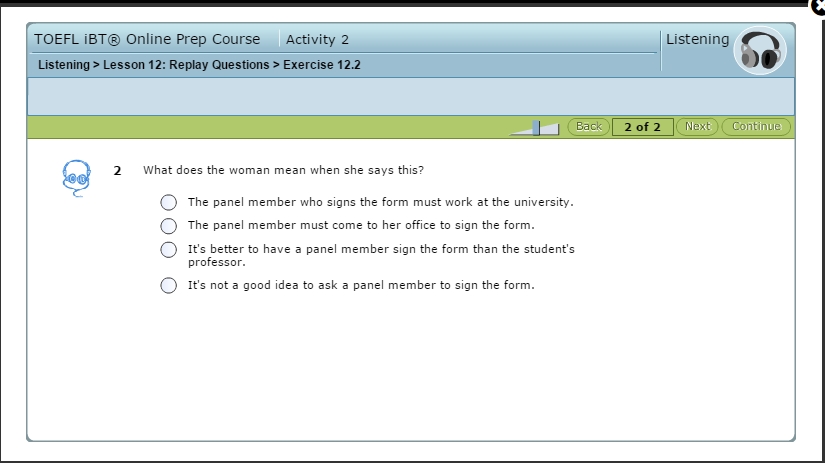 TOEFL iBT® Online Prep Course Activity 2 Listening
Listening > Lesson 12: Replay Questions > Exercise 12.2
Back 2 of 2 Next Continue
2 What does the woman mean when she says this?
The panel member who signs the form must work at the university.
The panel member must come to her office to sign the form.
It's better to have a panel member sign the form than the student's
professor.
It's not a good idea to ask a panel member to sign the form.